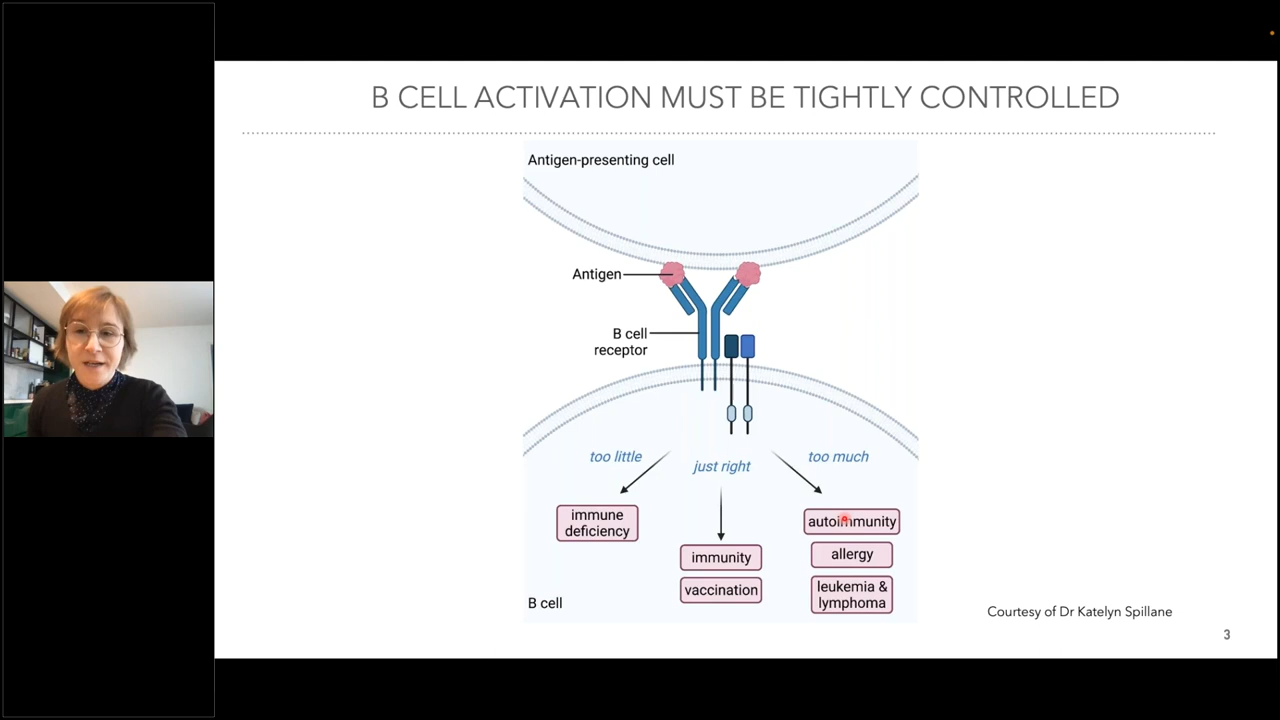 B CELL ACTIVATION MUST BE TIGHTLY CONTROLLED
Antigen-presenting cell
Antigen
B cell
receptor
too little
just right
too much
immune
deficiency
immunity
vaccination
autoimmunity
allergy
leukemia &
lymphoma
B cell
Courtesy of Dr Katelyn Spillane
3